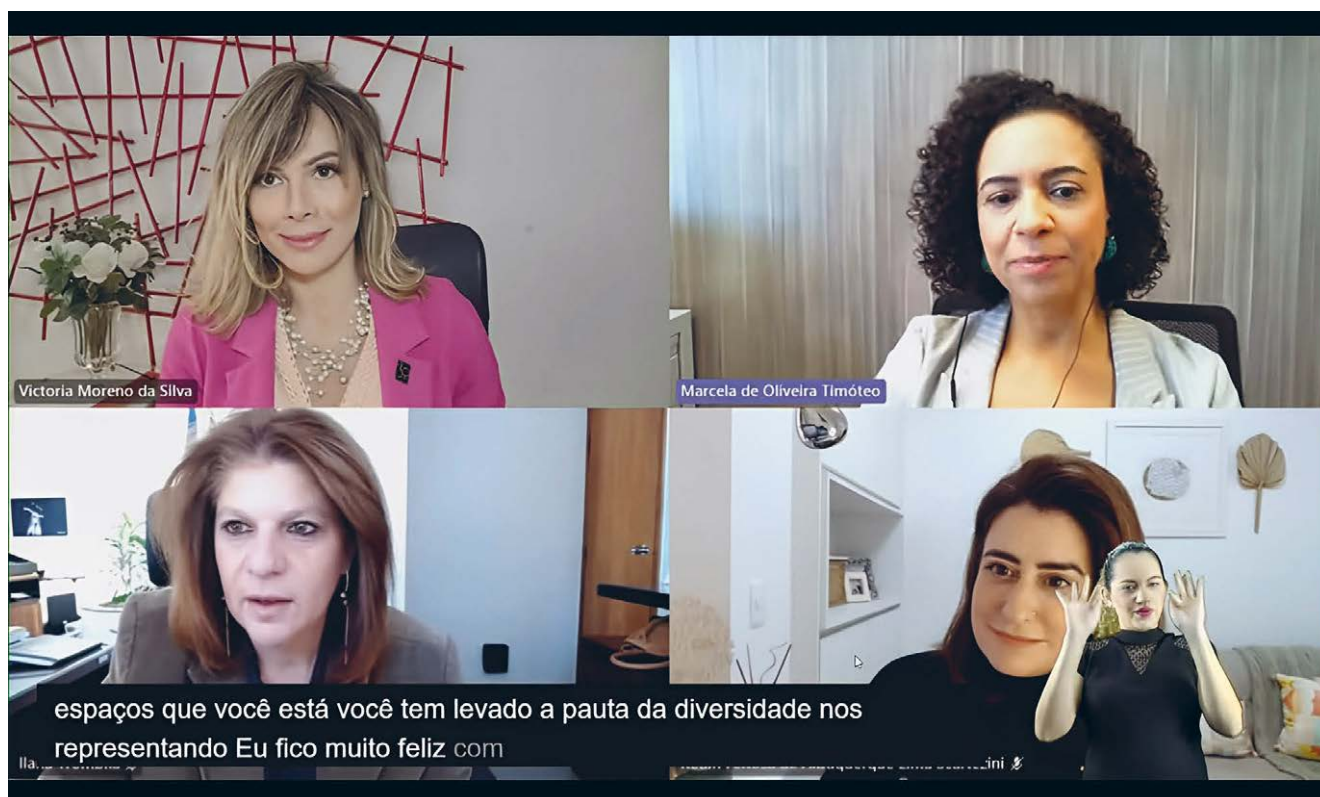 Victoria Moreno da Silva
Marcela de Oliveira Timóteo
espaços que você está você tem levado a pauta da diversidade nos
representando Eu fico muito feliz com